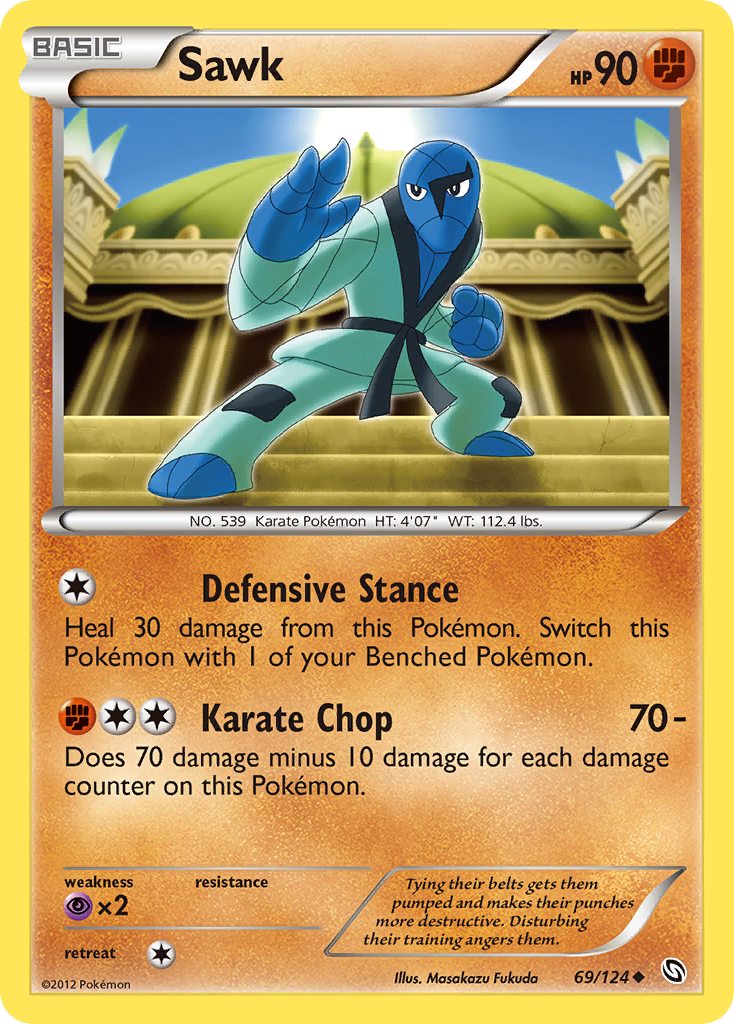 BASIC
Sawk
HP 90
NO. 539 Karate Pokémon HT: 4'07" WT: 112.4 lbs.
Defensive Stance
Heal 30 damage from this Pokémon. Switch this
Pokémon with 1 of your Benched Pokémon.
Karate Chop 70-
Does 70 damage minus 10 damage for each damage
counter on this Pokémon.
weakness resistance
×2
Tying their belts gets them
pumped and makes their punches
more destructive. Disturbing
their training angers them.
retreat
©2012 Pokémon
Illus. Masakazu Fukuda 69/124